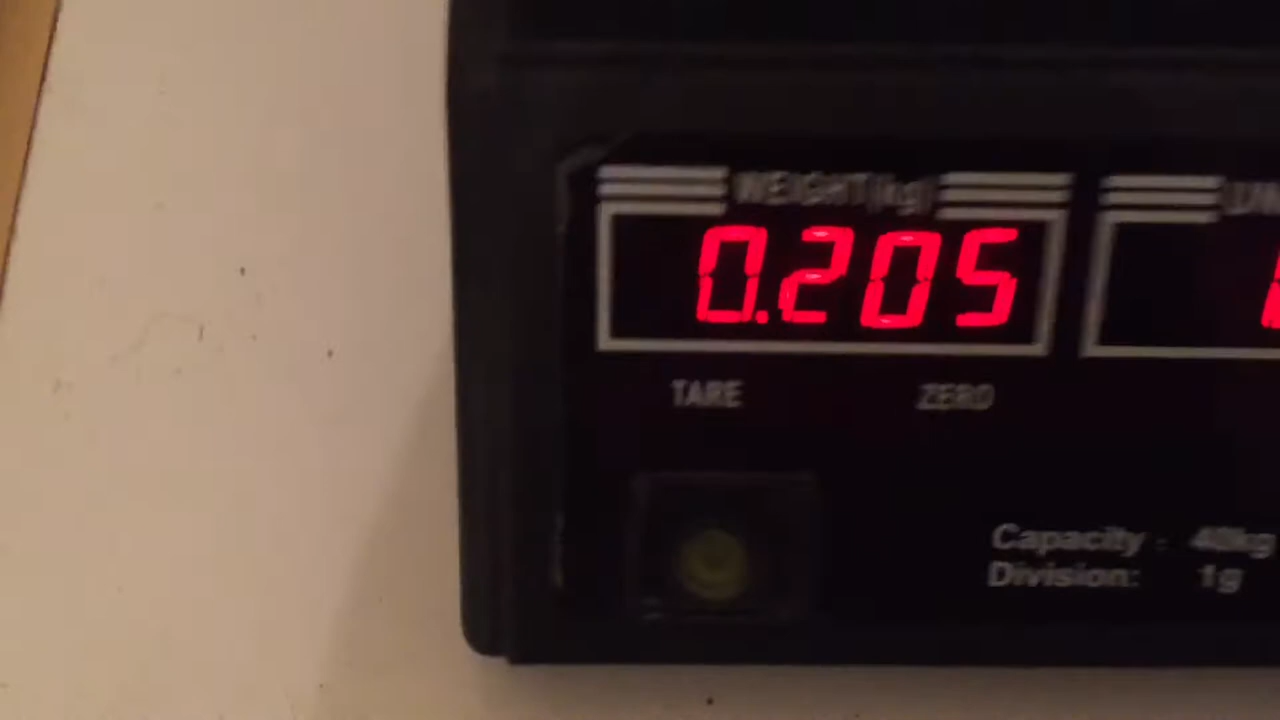 WEIGHT(kg)
0.205
TARE ZERO
Capacity : 40kg
Division: 1g